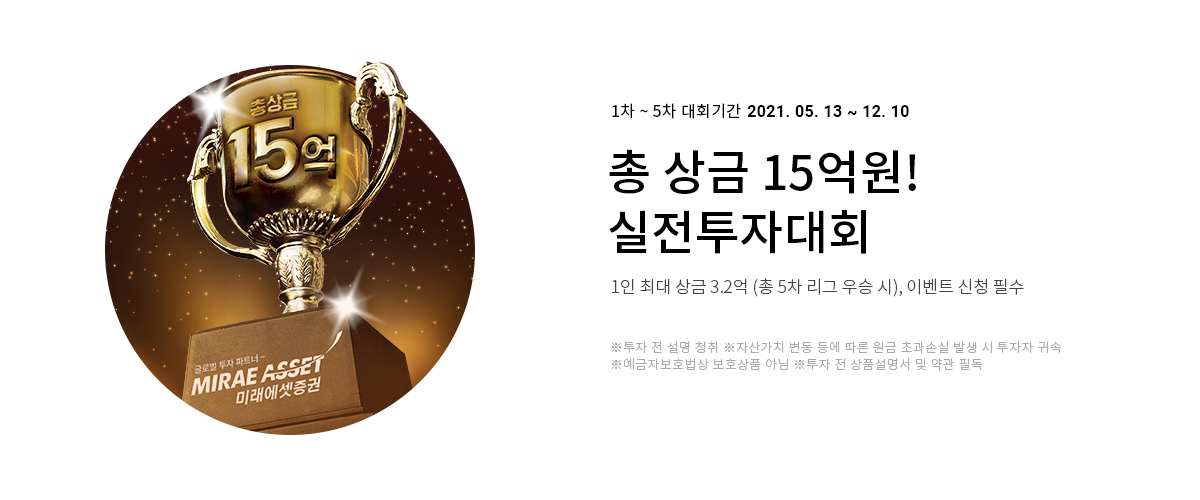 총상금
15억
글로벌 투자 파트너 –
MIRAE ASSET
미래에셋증권
1차 ~ 5차 대회기간 2021. 05. 13 ~ 12. 10
총 상금 15억원!
실전투자대회
1인 최대 상금 3.2억 (총 5차 리그 우승 시), 이벤트 신청 필수
※투자 전 설명 청취 ※자산가치 변동 등에 따른 원금 초과손실 발생 시 투자자 귀속
※예금자보호법상 보호상품 아님 ※투자 전 상품설명서 및 약관 필독